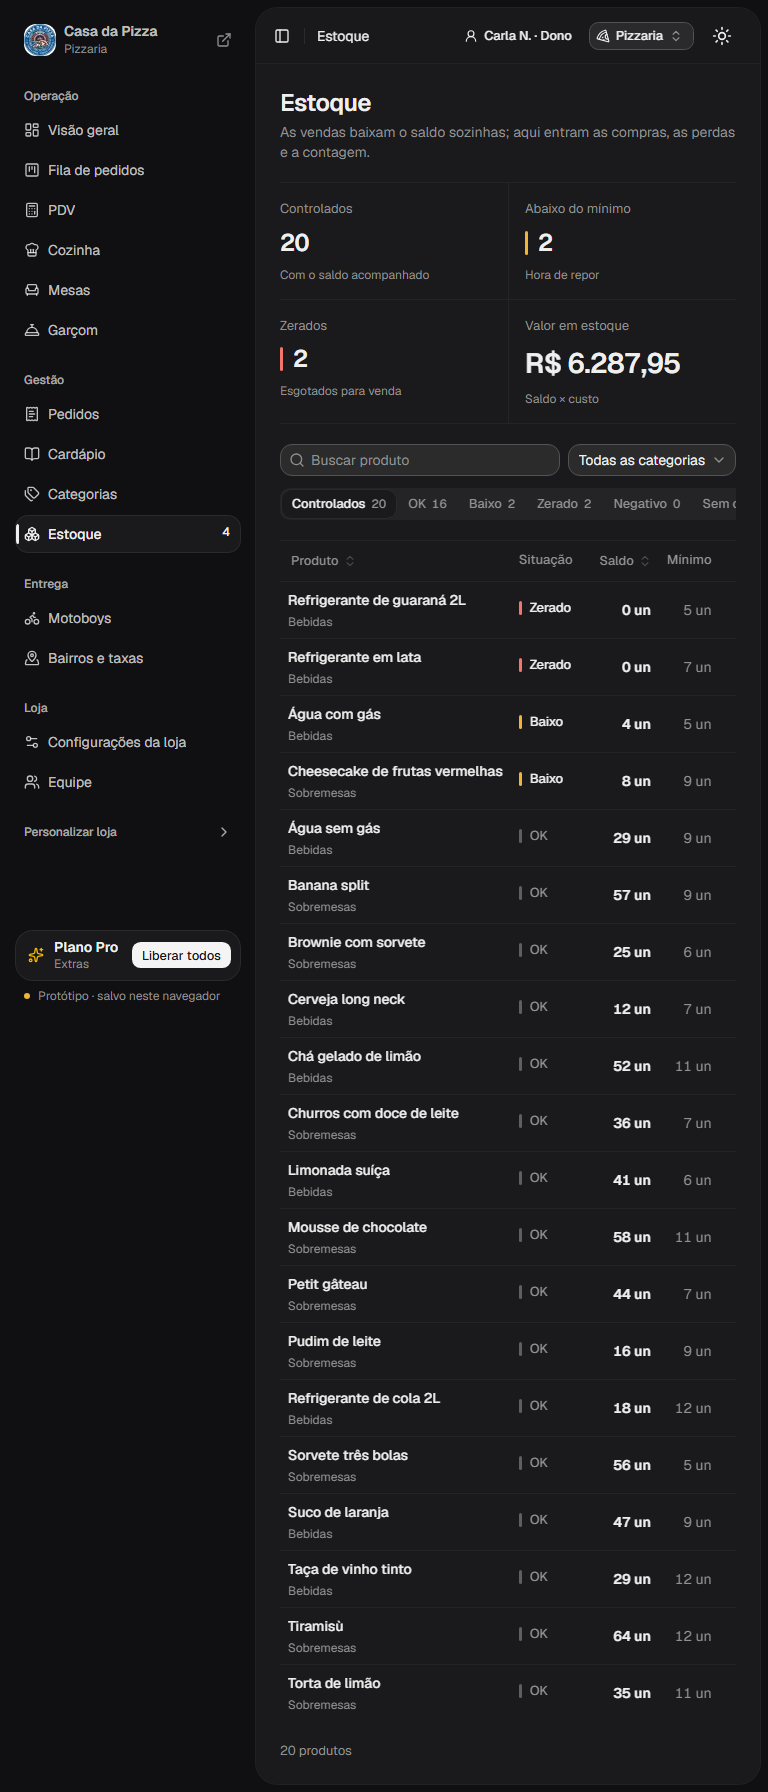 Casa da Pizza
Pizzaria
Operação
Visão geral
Fila de pedidos
PDV
Cozinha
Mesas
Garçom
Gestão
Pedidos
Cardápio
Categorias
Estoque 4
Entrega
Motoboys
Bairros e taxas
Loja
Configurações da loja
Equipe
Personalizar loja
Plano Pro
Extras
Liberar todos
Protótipo · salvo neste navegador
Estoque
Carla N. · Dono
Pizzaria
Estoque
As vendas baixam o saldo sozinhas; aqui entram as compras, as perdas
e a contagem.
Controlados
20
Com o saldo acompanhado
Abaixo do mínimo
2
Hora de repor
Zerados
2
Esgotados para venda
Valor em estoque
R$ 6.287,95
Saldo × custo
Buscar produto
Todas as categorias
Controlados 20 OK 16 Baixo 2 Zerado 2 Negativo 0 Sem
Produto Situação Saldo Mínimo
Refrigerante de guaraná 2L
Bebidas
Zerado 0 un 5 un
Refrigerante em lata
Bebidas
Zerado 0 un 7 un
Água com gás
Bebidas
Baixo 4 un 5 un
Cheesecake de frutas vermelhas
Sobremesas
Baixo 8 un 9 un
Água sem gás
Bebidas
OK 29 un 9 un
Banana split
Sobremesas
OK 57 un 9 un
Brownie com sorvete
Sobremesas
OK 25 un 6 un
Cerveja long neck
Bebidas
OK 12 un 7 un
Chá gelado de limão
Bebidas
OK 52 un 11 un
Churros com doce de leite
Sobremesas
OK 36 un 7 un
Limonada suíça
Bebidas
OK 41 un 6 un
Mousse de chocolate
Sobremesas
OK 58 un 11 un
Petit gâteau
Sobremesas
OK 44 un 7 un
Pudim de leite
Sobremesas
OK 16 un 9 un
Refrigerante de cola 2L
Bebidas
OK 18 un 12 un
Sorvete três bolas
Sobremesas
OK 56 un 5 un
Suco de laranja
Bebidas
OK 47 un 9 un
Taça de vinho tinto
Bebidas
OK 29 un 12 un
Tiramisù
Sobremesas
OK 64 un 12 un
Torta de limão
Sobremesas
OK 35 un 11 un
20 produtos